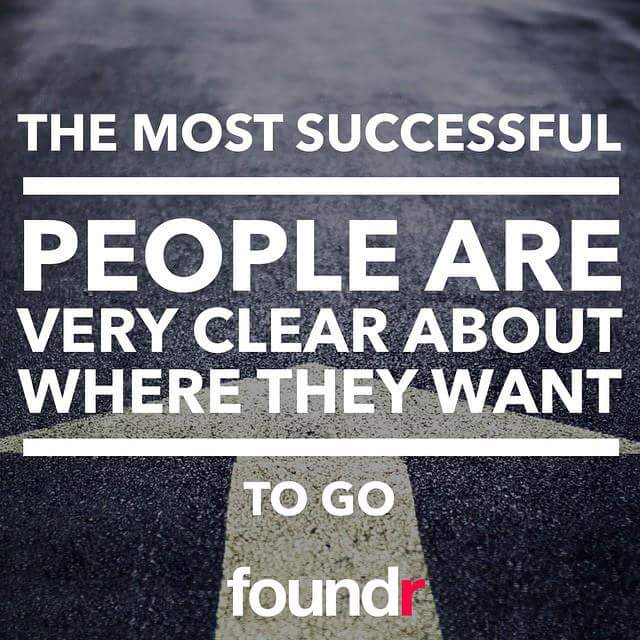 THE MOST SUCCESSFUL
PEOPLE ARE
VERY CLEAR ABOUT
WHERE THEY WANT
TO GO
foundr